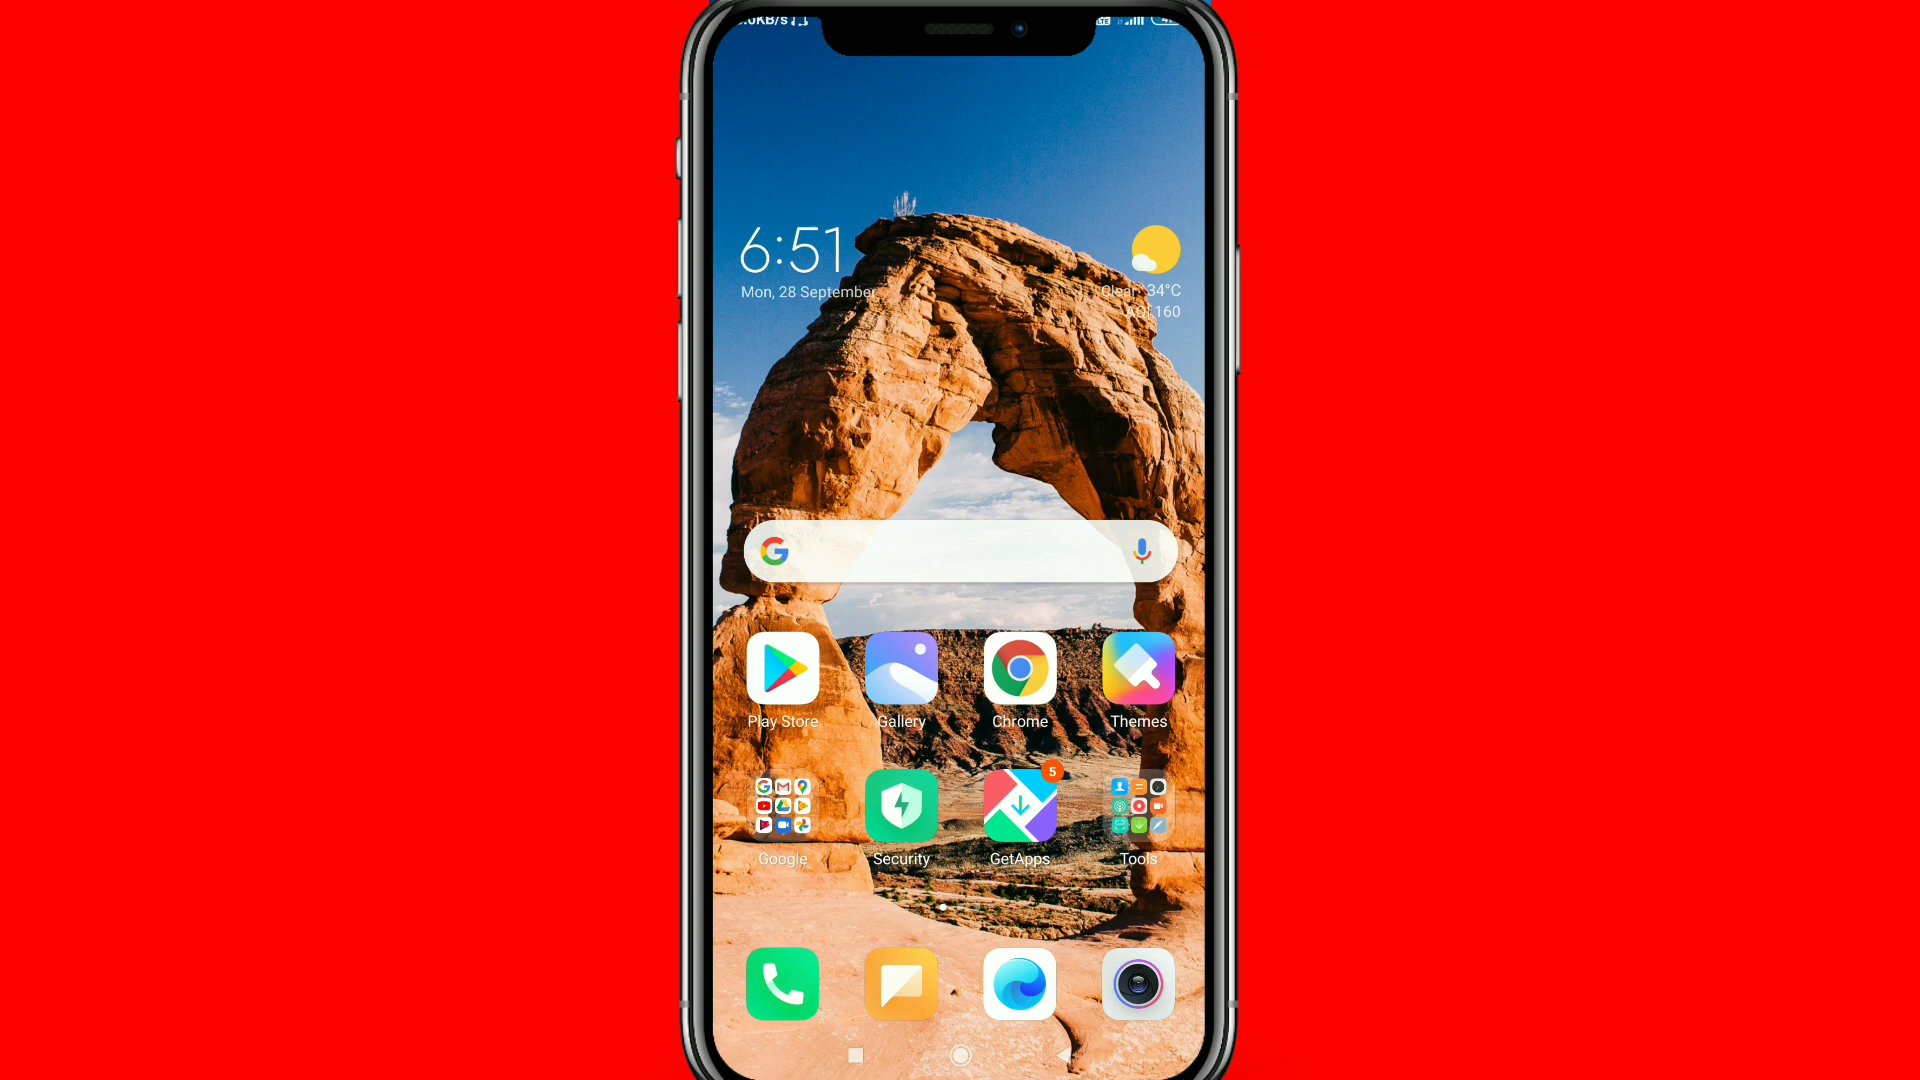 6:51
Mon, 28 September
Clear 34°C
AQI 160
Play Store
Gallery
Chrome
Themes
5
Google
Security
GetApps
Tools